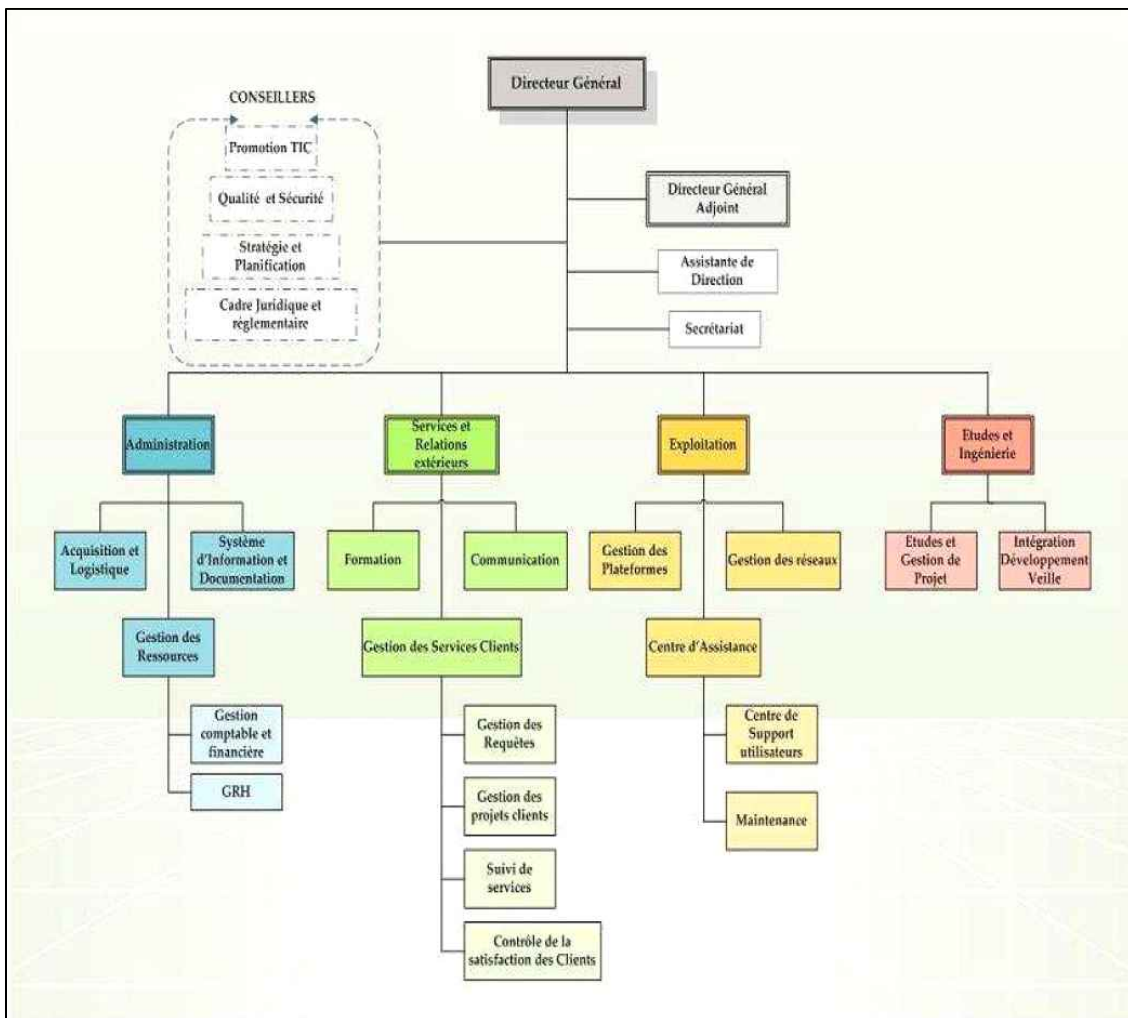 Directeur Général
CONSEILLERS
Promotion TIC
Qualité et Sécurité
Stratégie et
Planification
Cadre Juridique et
règlementaire
Directeur Général
Adjoint
Assistante de
Direction
Secrétariat
Administration
Services et
Relations
extérieurs
Exploitation
Etudes et
Ingénierie
Acquisition et
Logistique
Système
d'Information et
Documentation
Formation
Communication
Gestion des
Plateformes
Gestion des réseaux
Etudes et
Gestion de
Projet
Intégration
Développement
Veille
Gestion des
Ressources
Gestion des Services Clients
Centre d'Assistance
Gestion
comptable et
financière
GRH
Gestion des
Requêtes
Gestion des
projets clients
Suivi de
services
Contrôle de la
satisfaction des Clients
Centre de
Support
utilisateurs
Maintenance